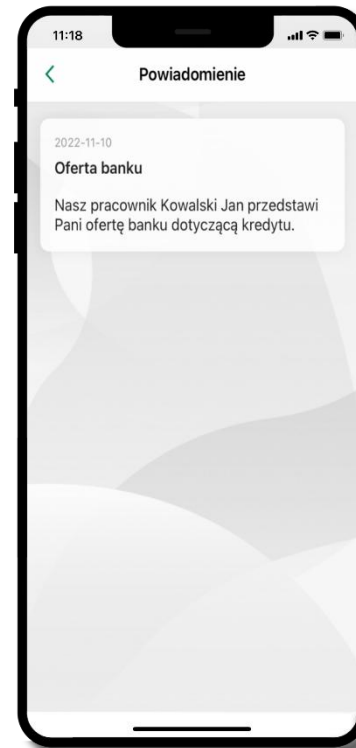 11:18
Powiadomienie
2022-11-10
Oferta banku
Nasz pracownik Kowalski Jan przedstawi
Pani ofertę banku dotyczącą kredytu.